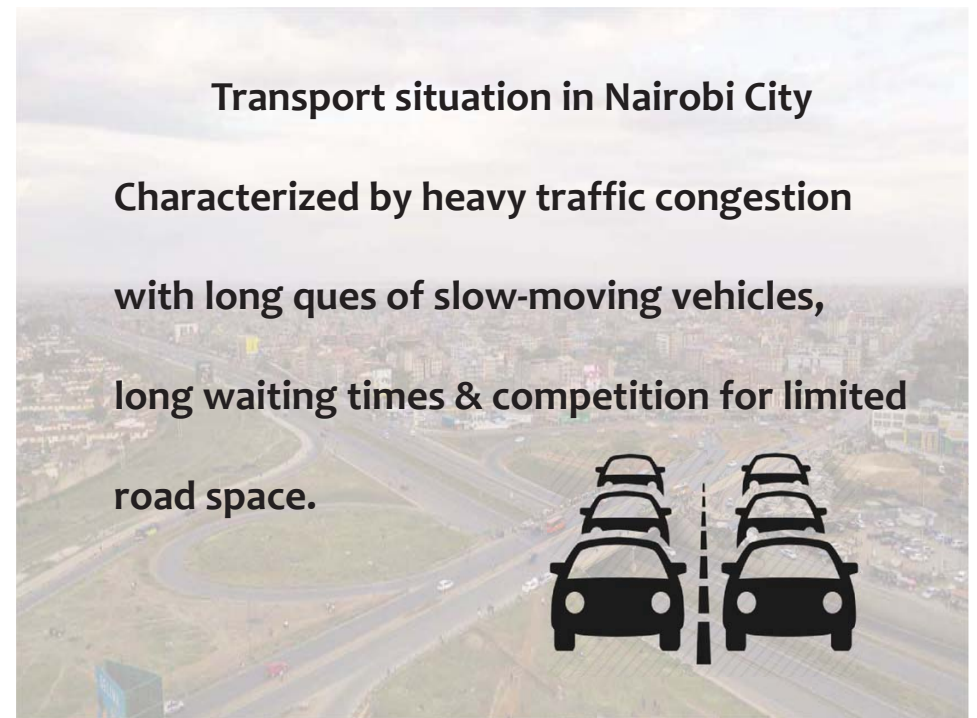 Transport situation in Nairobi City
Characterized by heavy traffic congestion
with long ques of slow-moving vehicles,
long waiting times & competition for limited
road space.